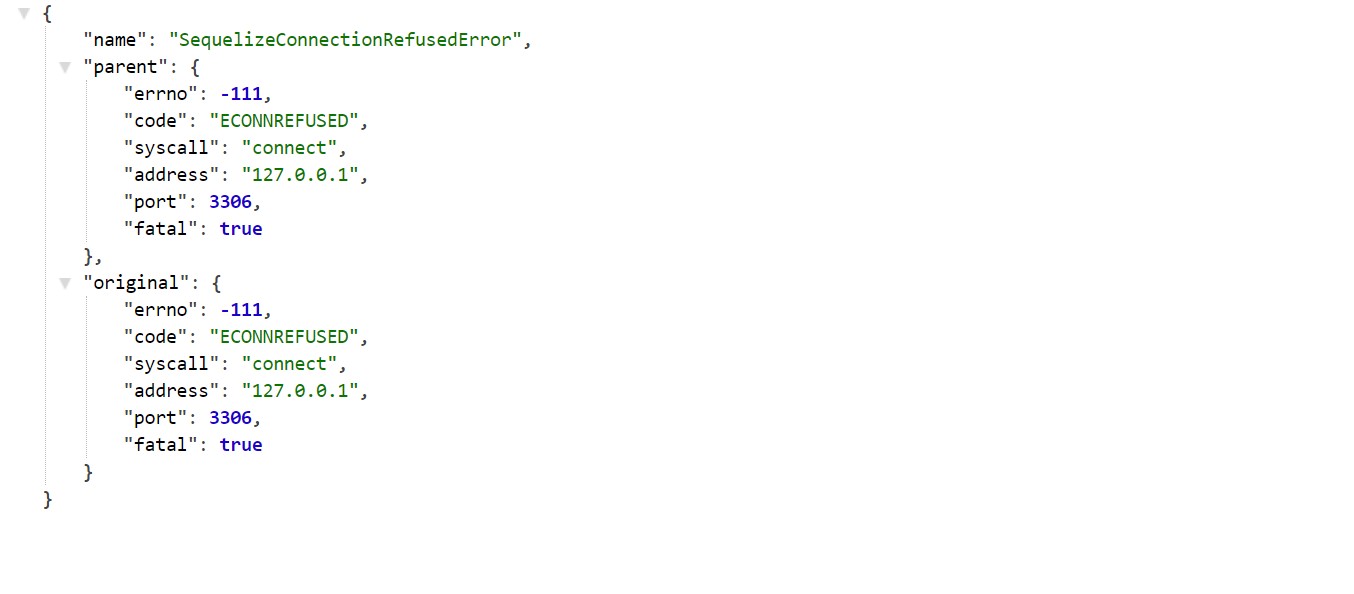 {
"name": "SequelizeConnectionRefusedError",
"parent": {
"errno": -111,
"code": "ECONNREFUSED",
"syscall": "connect",
"address": "127.0.0.1",
"port": 3306,
"fatal": true
},
"original": {
"errno": -111,
"code": "ECONNREFUSED",
"syscall": "connect",
"address": "127.0.0.1",
"port": 3306,
"fatal": true
}
}